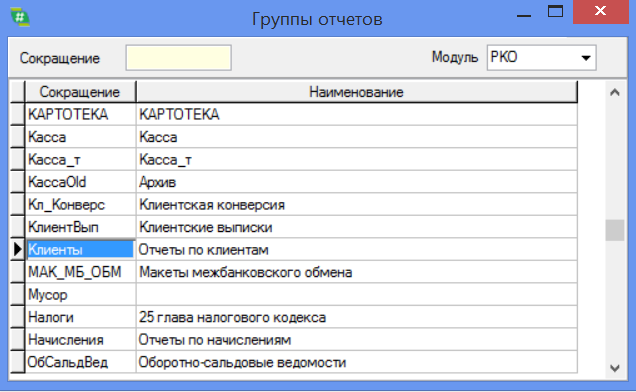 Группы отчетов
Сокращение Модуль РКО
Сокращение Наименование
КАРТОТЕКА КАРТОТЕКА
Касса Касса
Касса_т Касса_т
КассаOld Архив
Кл_Конверс Клиентская конверсия
КлиентВып Клиентские выписки
Клиенты Отчеты по клиентам
МАК_МБ_ОБМ Макеты межбанковского обмена
Мусор
Налоги 25 глава налогового кодекса
Начисления Отчеты по начислениям
ОбСальдВед Оборотно-сальдовые ведомости